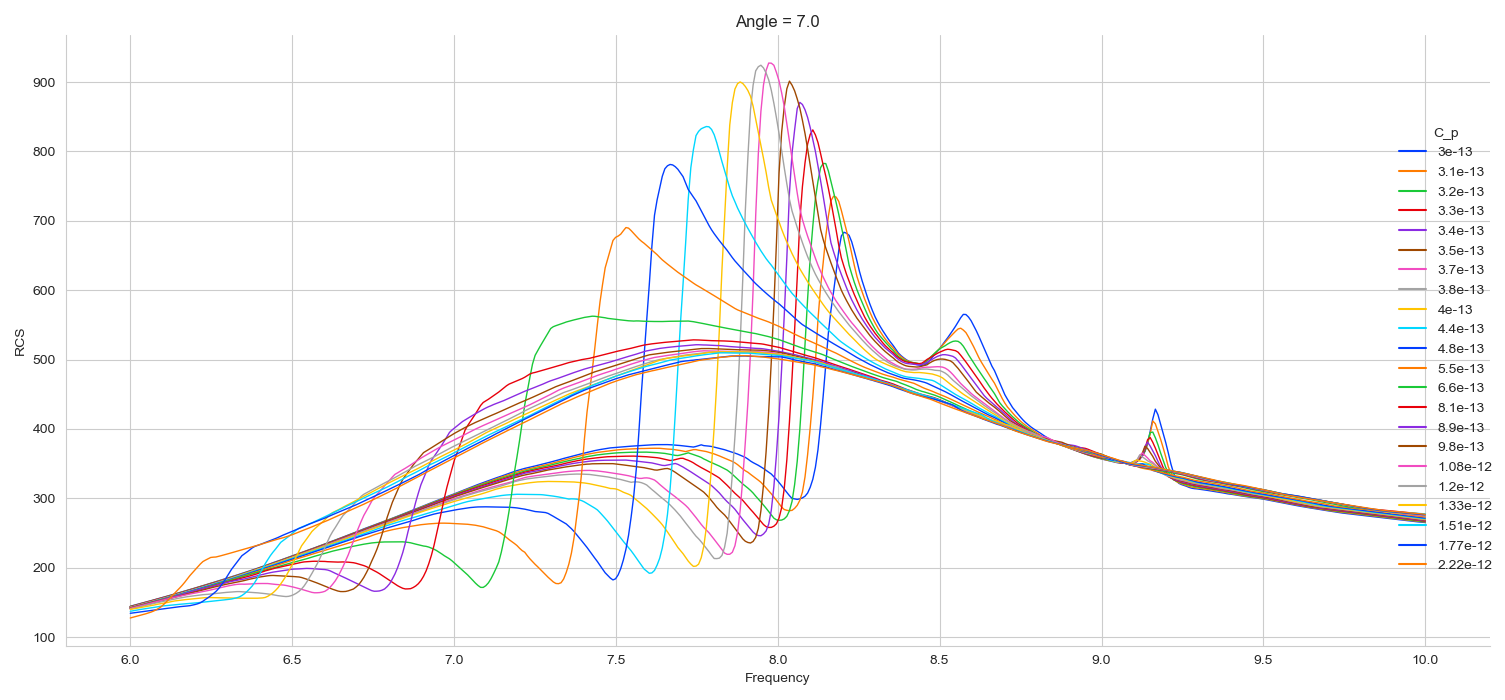 Angle = 7.0
RCS
900
800
700
600
500
400
300
200
100
6.0
6.5
7.0
7.5
8.0
8.5
9.0
9.5
10.0
Frequency
C_p
3e-13
3.1e-13
3.2e-13
3.3e-13
3.4e-13
3.5e-13
3.7e-13
3.8e-13
4e-13
4.4e-13
4.8e-13
5.5e-13
6.6e-13
8.1e-13
8.9e-13
9.8e-13
1.08e-12
1.2e-12
1.33e-12
1.51e-12
1.77e-12
2.22e-12